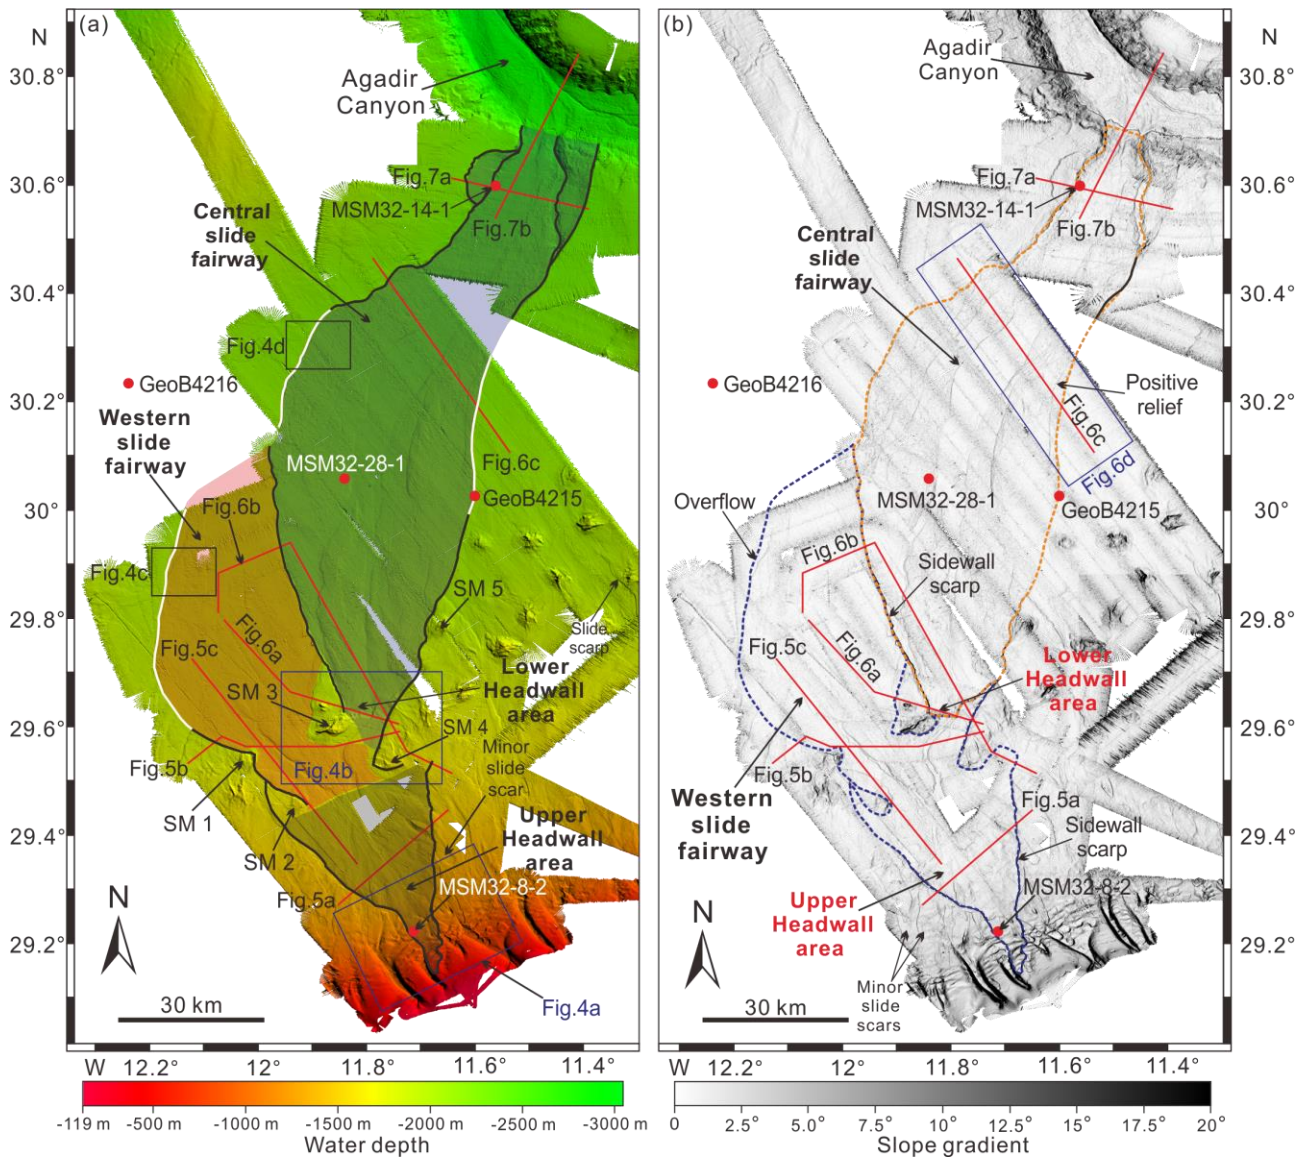 (a)
N
30.8°
30.6°
30.4°
30.2°
30°
29.8°
29.6°
29.4°
29.2°
Agadir
Canyon
Fig.7a
MSM32-14-1
Fig.7b
Central
slide
fairway
Fig.4d
GeoB4216
Western
slide
fairway
MSM32-28-1
Fig.6c
GeoB4215
Fig.6b
Fig.4c
SM 5
Slide
scarp
Fig.5c
Fig.6a
Lower
Headwall
area
SM 3
SM 4
Minor
slide
scar
Fig.5b
Fig.4b
SM 1
SM 2
Upper
Headwall
area
Fig.5a
MSM32-8-2
Fig.4a
N
30 km
W
12.2°
12°
11.8°
11.6°
11.4°
-119 m
-500 m
-1000 m
-1500 m
-2000 m
-2500 m
-3000 m
Water depth
(b)
N
30.8°
30.6°
30.4°
30.2°
30°
29.8°
29.6°
29.4°
29.2°
Agadir
Canyon
Fig.7a
MSM32-14-1
Fig.7b
Central
slide
fairway
GeoB4216
Positive
relief
Fig.6c
Fig.6d
MSM32-28-1
Overflow
GeoB4215
Fig.6b
Sidewall
scarp
Fig.5c
Fig.6a
Lower
Headwall
area
Fig.5b
Western
slide
fairway
Fig.5a
Sidewall
scarp
MSM32-8-2
Upper
Headwall
area
Minor
slide
scars
N
30 km
W
12.2°
12°
11.8°
11.6°
11.4°
0
2.5°
5.0°
7.5°
10°
12.5°
15°
17.5°
20°
Slope gradient